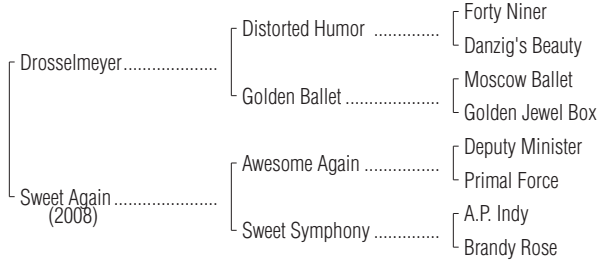 Forty Niner
Distorted Humor ..............
Danzig's Beauty
Drosselmeyer....................
Moscow Ballet
Golden Ballet ....................
Golden Jewel Box
Deputy Minister
Awesome Again ................
Primal Force
Sweet Again ......................
(2008)
A.P. Indy
Sweet Symphony ..............
Brandy Rose